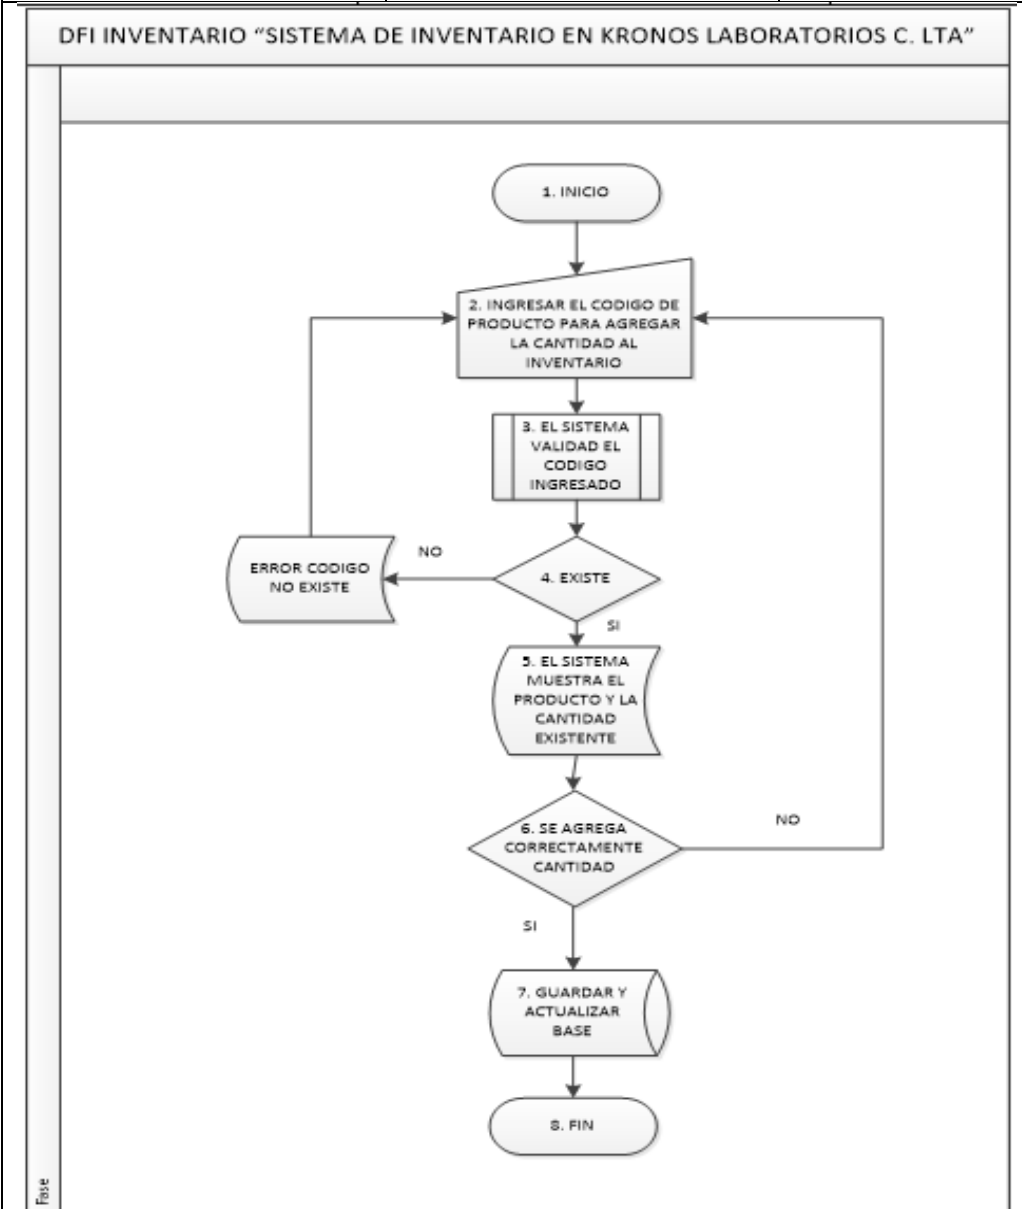 DFI INVENTARIO “SISTEMA DE INVENTARIO EN KRONOS LABORATORIOS C. LTA”
1. INICIO
2. INGRESAR EL CODIGO DE
PRODUCTO PARA AGREGAR
LA CANTIDAD AL
INVENTARIO
3. EL SISTEMA
VALIDAD EL
CODIGO
INGRESADO
4. EXISTE
NO
ERROR CODIGO
NO EXISTE
SI
5. EL SISTEMA
MUESTRA EL
PRODUCTO Y LA
CANTIDAD
EXISTENTE
6. SE AGREGA
CORRECTAMENTE
CANTIDAD
NO
SI
7. GUARDAR Y
ACTUALIZAR
BASE
8. FIN
Fase